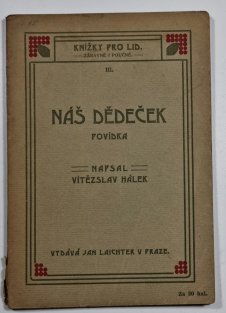 KNÍŽKY PRO LID.
ZÁBAVNÉ I POUČNÉ.
III.
NÁŠ DĚDEČEK
POVÍDKA
NAPSAL
VÍTĚZSLAV HÁLEK
VYDÁVÁ JAN LAICHTER V PRAZE.
Za 20 hal.